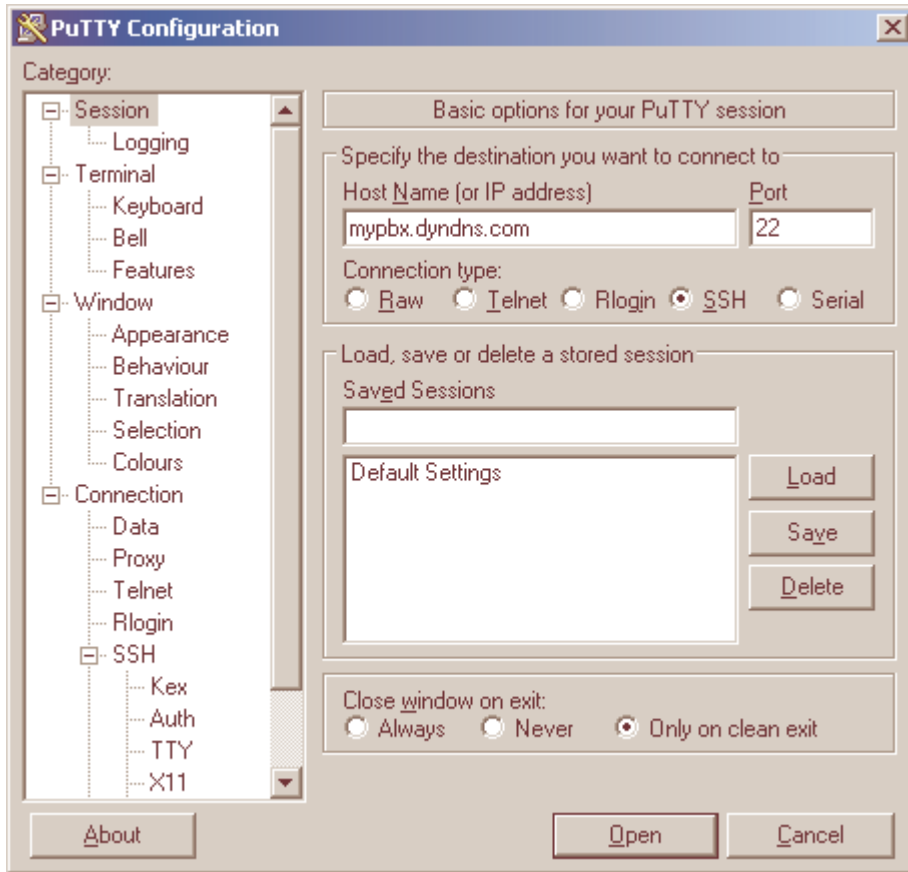 PuTTY Configuration
Category:
Session
Logging
Terminal
Keyboard
Bell
Features
Window
Appearance
Behaviour
Translation
Selection
Colours
Connection
Data
Proxy
Telnet
Rlogin
SSH
Kex
Auth
TTY
X11
Basic options for your PuTTY session
Specify the destination you want to connect to
Host Name (or IP address) Port
mypbx.dyndns.com 22
Connection type:
Raw Telnet Rlogin SSH Serial
Load, save or delete a stored session
Saved Sessions
Default Settings
Load
Save
Delete
Close window on exit:
Always Never Only on clean exit
About Open Cancel